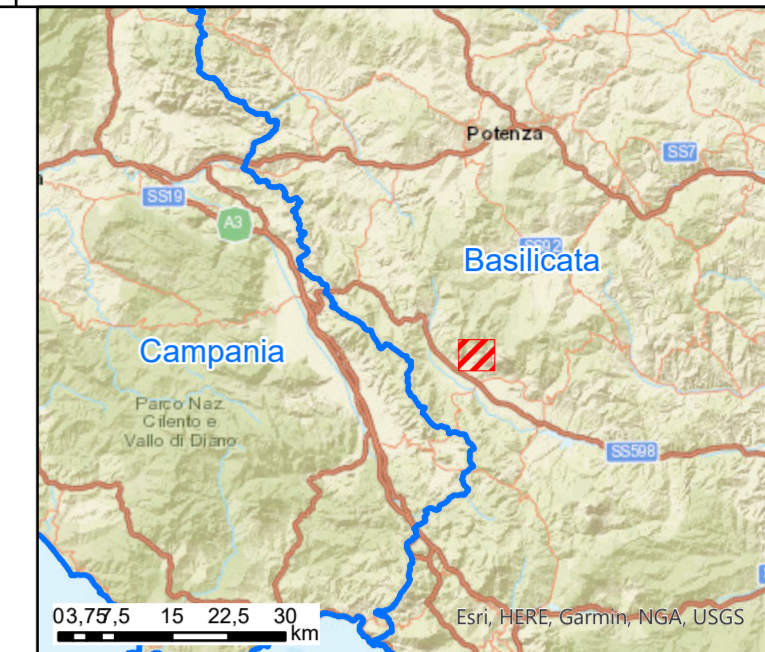 Potenza
SS7
SS19
A3
SS92
Basilicata
Campania
Parco Naz
Cilento e
Vallo di Diano
SS598
03,757,5 15 22,5 30
km
Esri, HERE, Garmin, NGA, USGS